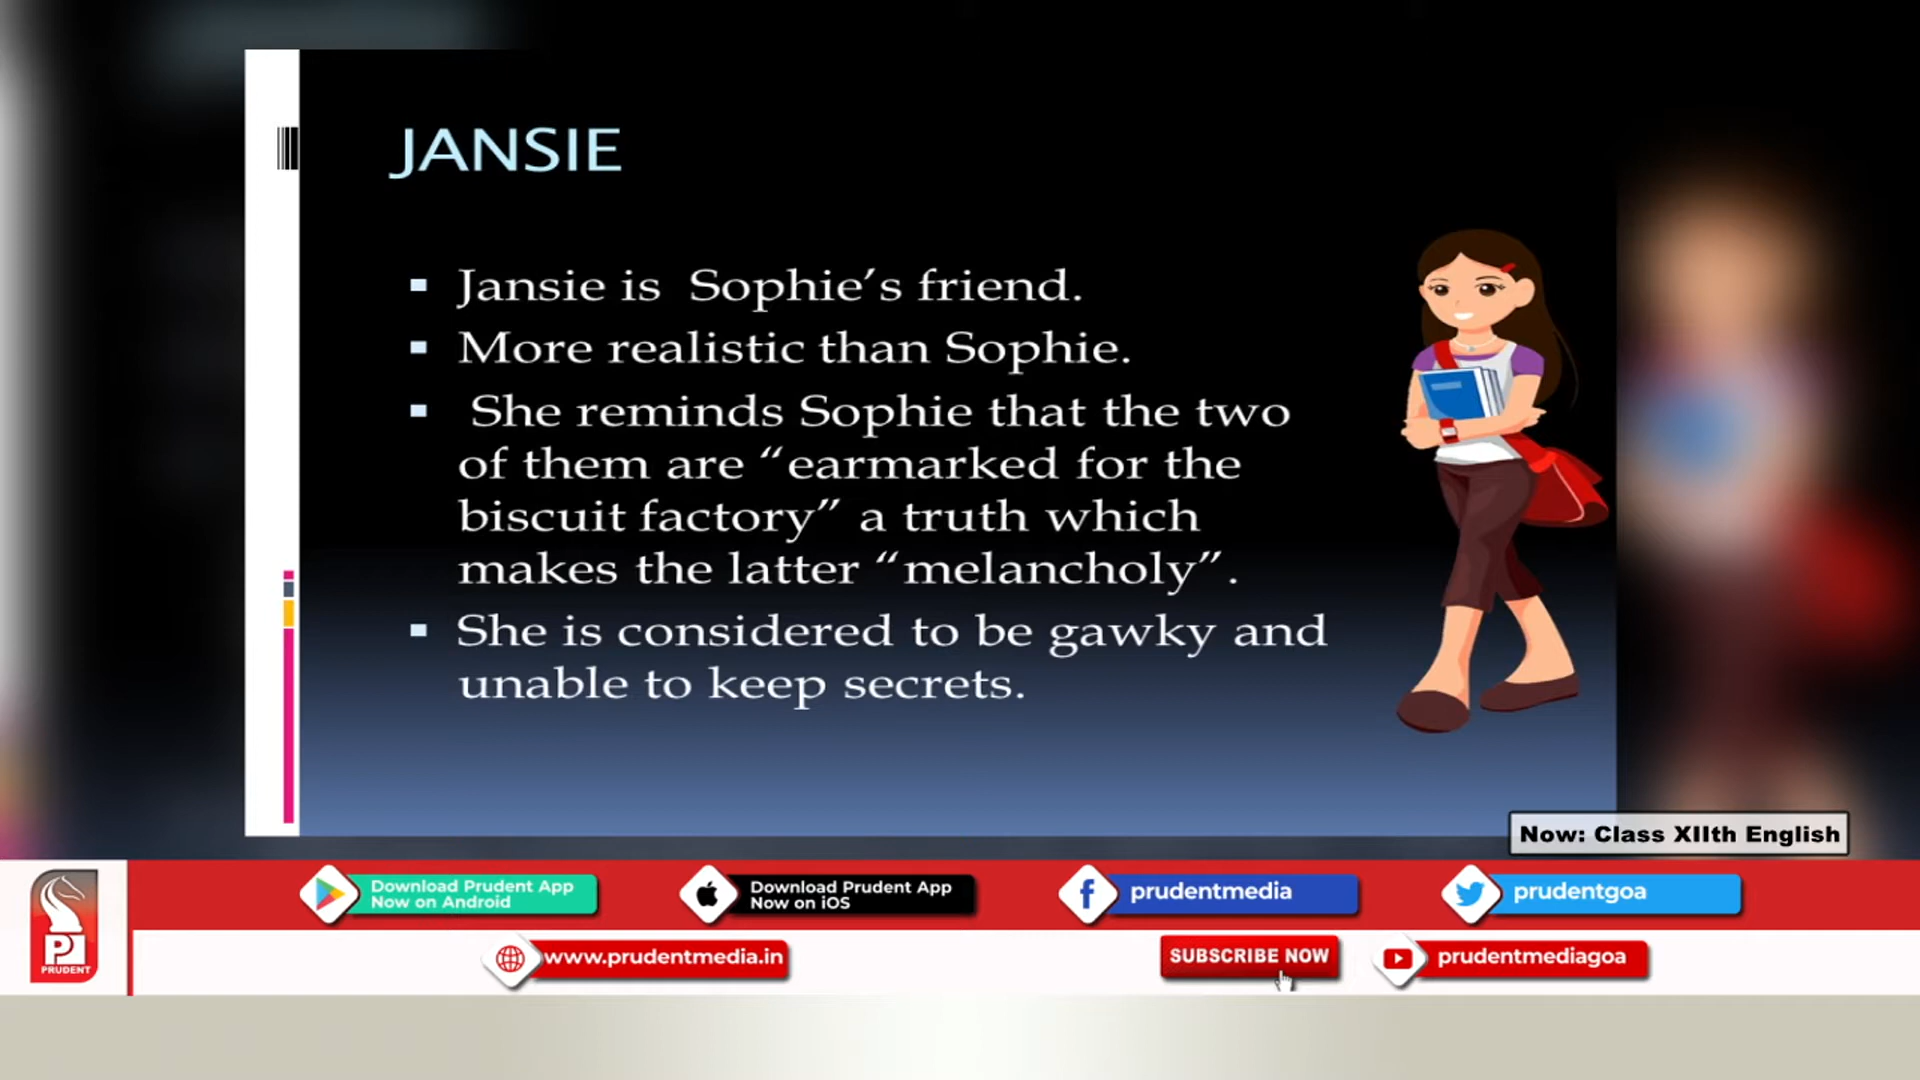 JANSIE
▪ Jansie is Sophie’s friend.
▪ More realistic than Sophie.
▪ She reminds Sophie that the two
of them are “earmarked for the
biscuit factory” a truth which
makes the latter “melancholy”.
▪ She is considered to be gawky and
unable to keep secrets.
Now: Class XIIth English
Download Prudent App
Now on Android
Download Prudent App
Now on iOS
prudentmedia
prudentgoa
PRUDENT
www.prudentmedia.in
SUBSCRIBE NOW
prudentmediagoa